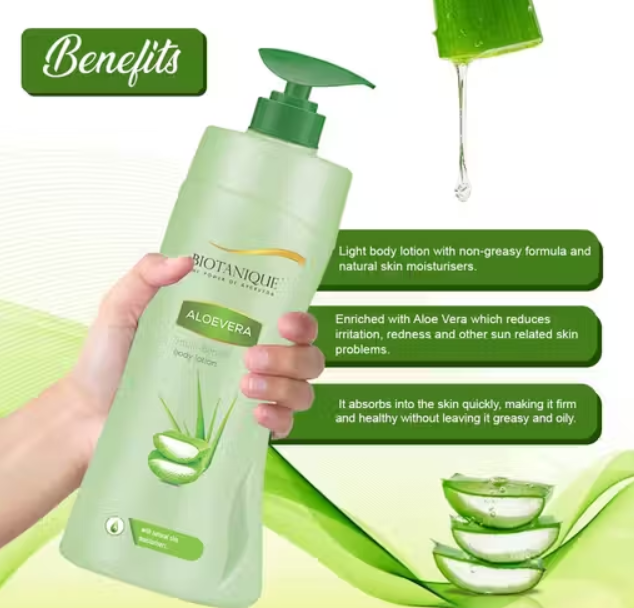 Benefits
BIOTANIQUE
THE POWER OF AYURVEDA
ALOEVERA
body lotion
Light body lotion with non-greasy formula and
natural skin moisturisers.
Enriched with Aloe Vera which reduces
irritation, redness and other sun related skin
problems.
It absorbs into the skin quickly, making it firm
and healthy without leaving it greasy and oily.